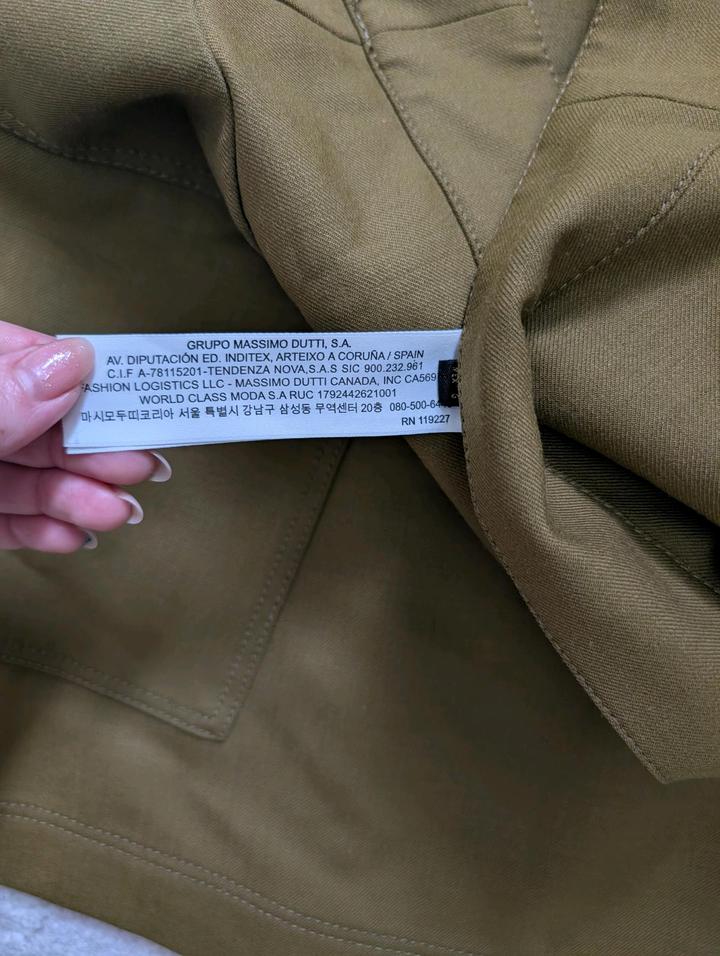 GRUPO MASSIMO DUTTI, S.A.
AV. DIPUTACIÓN ED. INDITEX, ARTEIXO A CORUÑA / SPAIN
C.I.F A-78115201-TENDENZA NOVA,S.A.S SIC 900.232.961
FASHION LOGISTICS LLC - MASSIMO DUTTI CANADA, INC
WORLD CLASS MODA S.A RUC 1792442621001
마시모두띠코리아 서울 특별시 강남구 삼성동 무역센터 20층
RN 119227